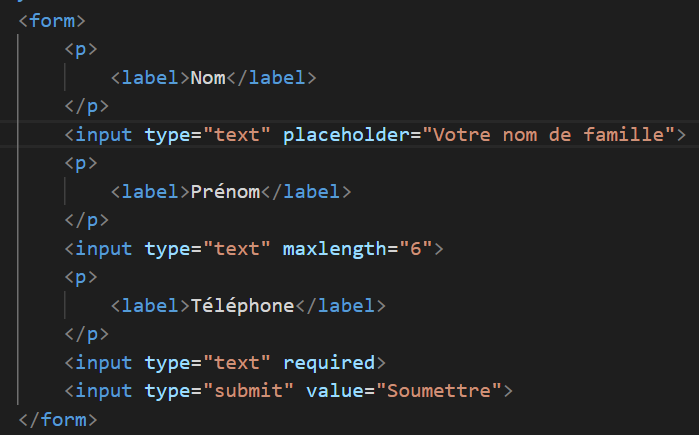 <form>
<p>
<label>Nom</label>
</p>
<input type="text" placeholder="Votre nom de famille">
<p>
<label>Prénom</label>
</p>
<input type="text" maxlength="6">
<p>
<label>Téléphone</label>
</p>
<input type="text" required>
<input type="submit" value="Soumettre">
</form>